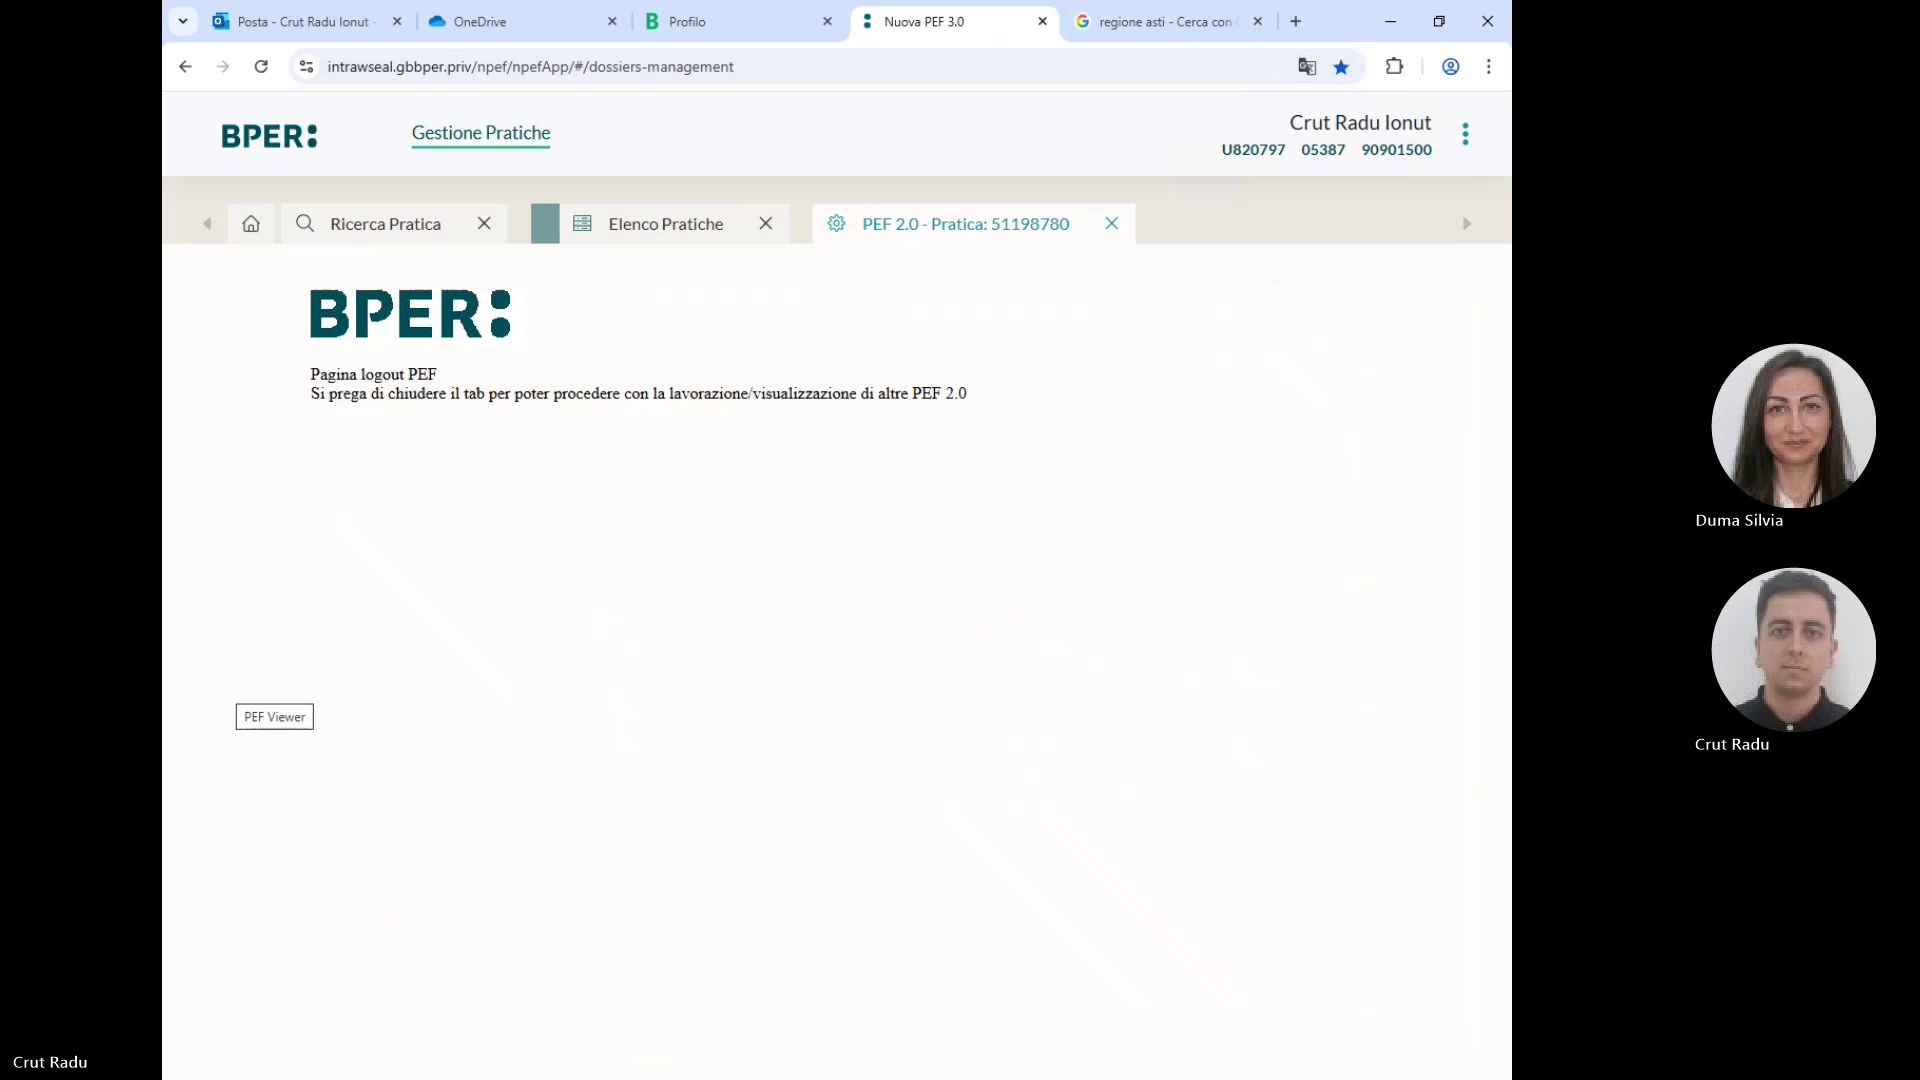 Posta - Crut Radu Ionut -
OneDrive
Profilo
Nuova PEF 3.0
regione asti - Cerca con
intrawseal.gbbper.priv/npef/npefApp/#/dossiers-management
BPER:
Gestione Pratiche
Crut Radu Ionut
U820797 05387 90901500
Ricerca Pratica
Elenco Pratiche
PEF 2.0 - Pratica: 51198780
BPER:
Pagina logout PEF
Si prega di chiudere il tab per poter procedere con la lavorazione/visualizzazione di altre PEF 2.0
PEF Viewer
Duma Silvia
Crut Radu
Crut Radu